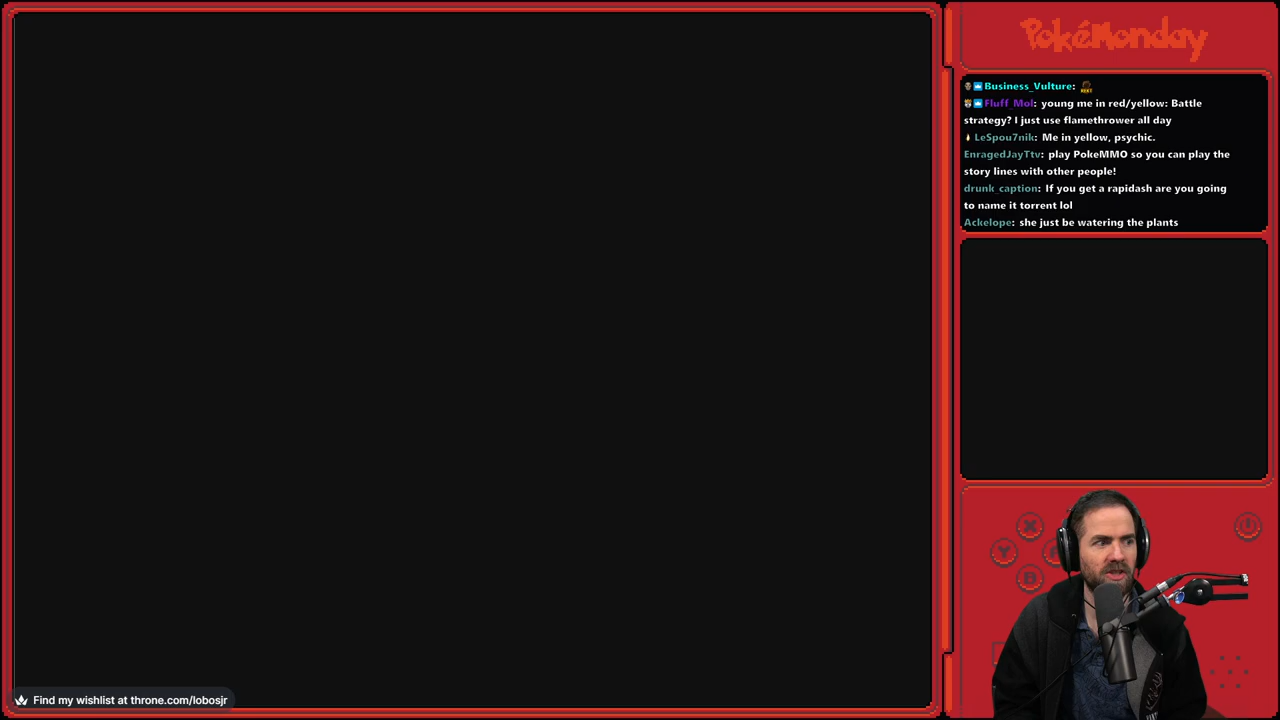 PokéMonday
Business_Vulture:
Fluff_Mol: young me in red/yellow: Battle
strategy? I just use flamethrower all day
LeSpou7nik: Me in yellow, psychic.
EnragedJayTtv: play PokeMMO so you can play the
story lines with other people!
drunk_caption: If you get a rapidash are you going
to name it torrent lol
Ackelope: she just be watering the plants
X
Y
B
Find my wishlist at throne.com/lobosjr